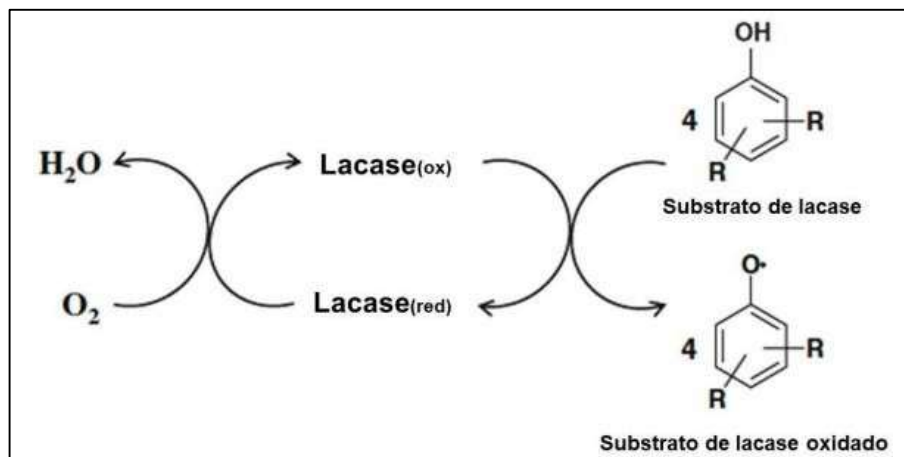 OH
4
R
R
H₂O
Lacase(ox)
Substrato de lacase
O₂
Lacase(red)
O•
4
R
R
Substrato de lacase oxidado